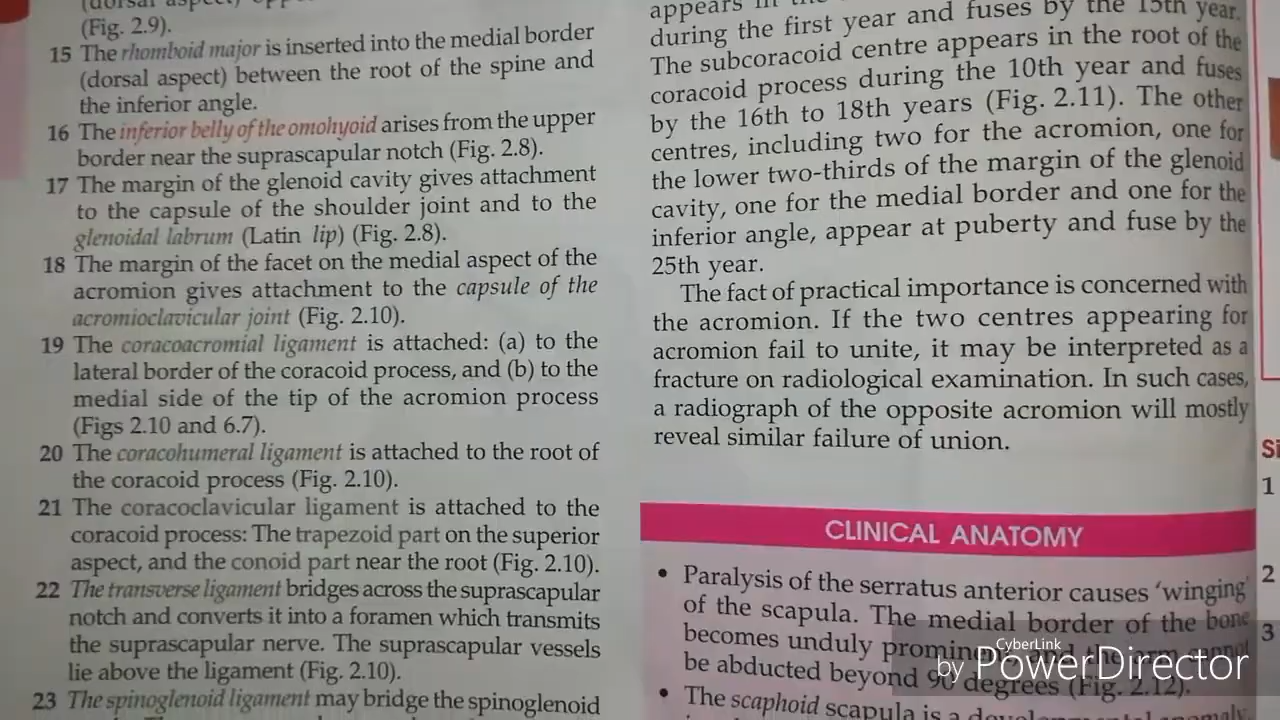 (dorsal aspect)
(Fig. 2.9).
15 The rhomboid major is inserted into the medial border
(dorsal aspect) between the root of the spine and
the inferior angle.
16 The inferior belly of the omohyoid arises from the upper
border near the suprascapular notch (Fig. 2.8).
17 The margin of the glenoid cavity gives attachment
to the capsule of the shoulder joint and to the
glenoidal labrum (Latin lip) (Fig. 2.8).
18 The margin of the facet on the medial aspect of the
acromion gives attachment to the capsule of the
acromioclavicular joint (Fig. 2.10).
19 The coracoacromial ligament is attached: (a) to the
lateral border of the coracoid process, and (b) to the
medial side of the tip of the acromion process
(Figs 2.10 and 6.7).
20 The coracohumeral ligament is attached to the root of
the coracoid process (Fig. 2.10).
21 The coracoclavicular ligament is attached to the
coracoid process: The trapezoid part on the superior
aspect, and the conoid part near the root (Fig. 2.10).
22 The transverse ligament bridges across the suprascapular
notch and converts it into a foramen which transmits
the suprascapular nerve. The suprascapular vessels
lie above the ligament (Fig. 2.10).
23 The spinoglenoid ligament may bridge the spinoglenoid
appears in the
during the first year and fuses by the 15th year.
The subcoracoid centre appears in the root of the
coracoid process during the 10th year and fuses
by the 16th to 18th years (Fig. 2.11). The other
centres, including two for the acromion, one for
the lower two-thirds of the margin of the glenoid
cavity, one for the medial border and one for the
inferior angle, appear at puberty and fuse by the
25th year.
The fact of practical importance is concerned with
the acromion. If the two centres appearing for
acromion fail to unite, it may be interpreted as a
fracture on radiological examination. In such cases,
a radiograph of the opposite acromion will mostly
reveal similar failure of union.
CLINICAL ANATOMY
• Paralysis of the serratus anterior causes 'winging'
of the scapula. The medial border of the bone
becomes unduly prominent, and the arm cannot
be abducted beyond 90 degrees (Fig. 2.12).
• The scaphoid scapula is a developmental anomaly,
Si
1
2
3
CyberLink
by PowerDirector